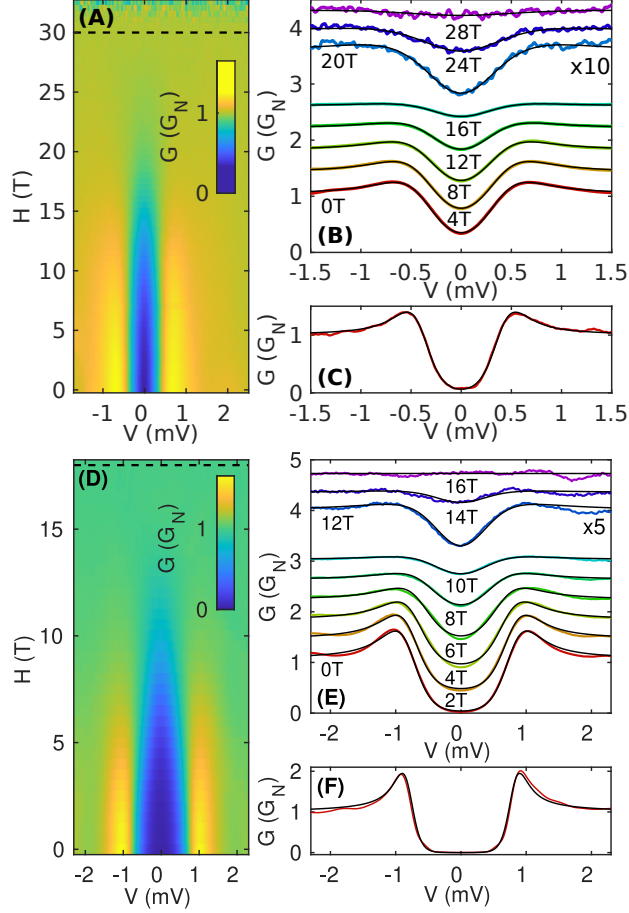 (A)
H (T)
30
25
20
15
10
5
0
G (G_N)
1
0
-1 0 1 2
V (mV)
G (G_N)
4
3
2
1
0
28T
20T 24T x10
16T
12T
8T
0T
4T
(B)
-1.5 -1 -0.5 0 0.5 1 1.5
V (mV)
G (G_N)
1
0
(C)
-1.5 -1 -0.5 0 0.5 1 1.5
V (mV)
(D)
H (T)
15
10
5
0
G (G_N)
1
0
-2 -1 0 1 2
V (mV)
G (G_N)
5
4
3
2
1
0
16T
12T 14T x5
10T
8T
6T
0T 4T
2T
(E)
-2 -1 0 1 2
V (mV)
G (G_N)
2
1
0
(F)
-2 -1 0 1 2
V (mV)